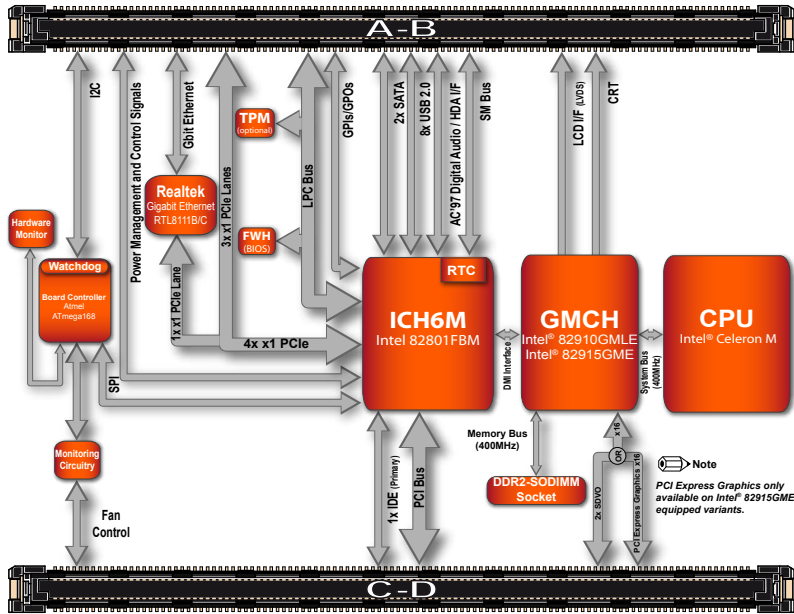 A-B
I2C
Power Management and Control Signals
Gbit Ethernet
3x x1 PCIe Lanes
TPM
(optional)
LPC Bus
GPIs/GPOs
2x SATA
8x USB 2.0
AC'97 Digital Audio / HDA I/F
SM Bus
LCD I/F (LVDS)
CRT
Realtek
Gigabit Ethernet
RTL8111B/C
Hardware
Monitor
FWH
(BIOS)
Watchdog
Board Controller
Atmel
ATmega168
1x x1 PCIe Lane
4x x1 PCIe
SPI
RTC
ICH6M
Intel 82801FBM
DMI Interface
GMCH
Intel® 82910GMLE
Intel® 82915GME
System Bus
(400MHz)
CPU
Intel® Celeron M
Monitoring
Circuitry
Fan
Control
1x IDE (Primary)
PCI Bus
Memory Bus
(400MHz)
DDR2-SODIMM
Socket
x16
OR
2x SDVO
PCI Express Graphics x16
Note
PCI Express Graphics only
available on Intel® 82915GME
equipped variants.
C-D